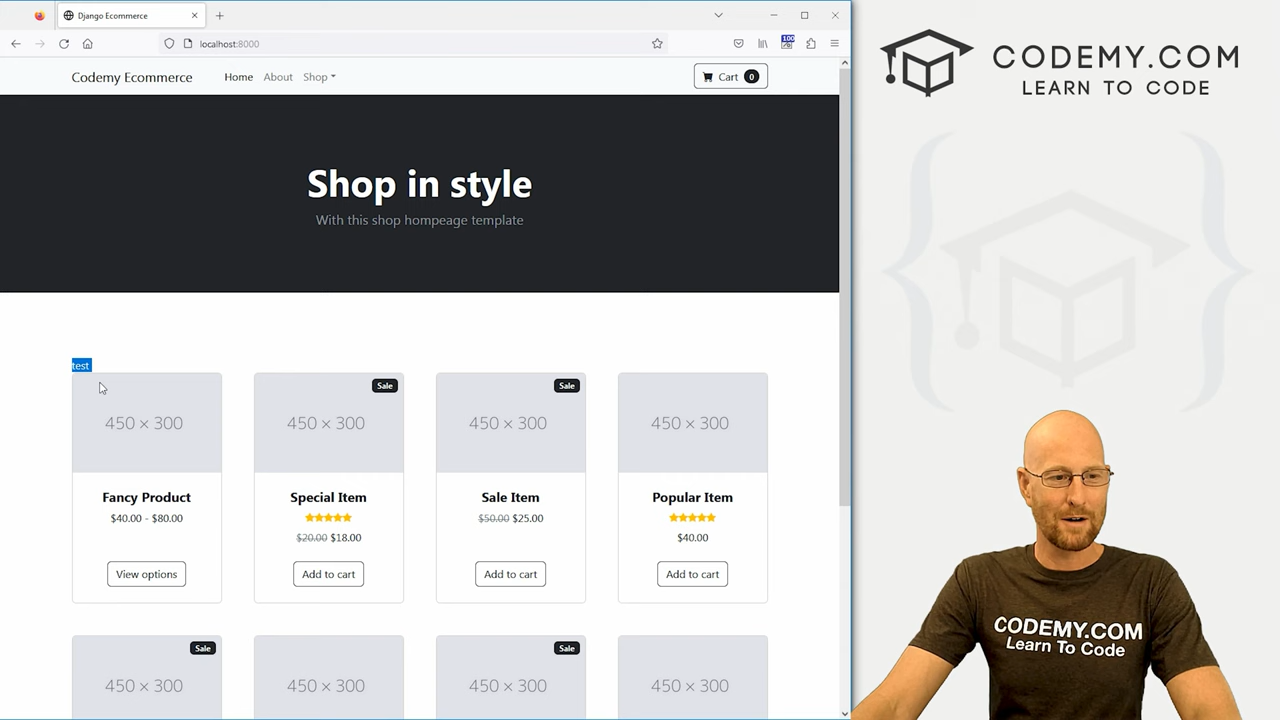 Django Ecommerce
localhost:8000
100
Codemy Ecommerce Home About Shop Cart 0
Shop in style
With this shop hompeage template
test
Sale
Sale
450 × 300
450 × 300
450 × 300
450 × 300
Fancy Product
$40.00 - $80.00
View options
Special Item
$20.00 $18.00
Add to cart
Sale Item
$50.00 $25.00
Add to cart
Popular Item
$40.00
Add to cart
Sale
Sale
450 × 300
450 × 300
450 × 300
450 × 300
CODEMY.COM
LEARN TO CODE
CODEMY.COM
Learn To Code